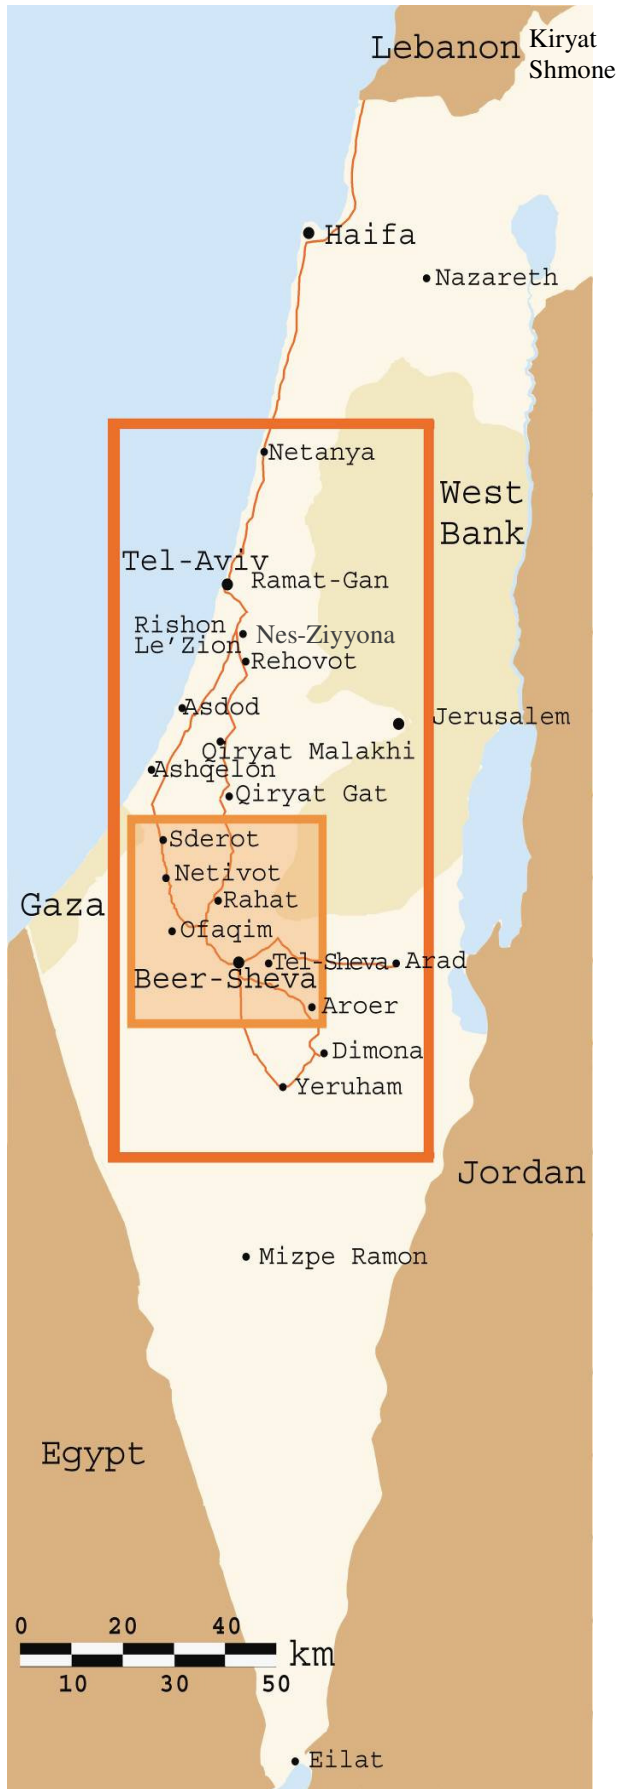 Lebanon
Kiryat
Shmone
Haifa
Nazareth
Netanya
West
Bank
Tel-Aviv
Ramat-Gan
Rishon
Le'Zion
Nes-Ziyyona
Rehovot
Asdod
Jerusalem
Qiryat Malakhi
Ashqelon
Qiryat Gat
Sderot
Netivot
Rahat
Gaza
Ofaqim
Tel-Sheva
Arad
Beer-Sheva
Aroer
Dimona
Yeruham
Jordan
Mizpe Ramon
Egypt
0 20 40
km
10 30 50
Eilat